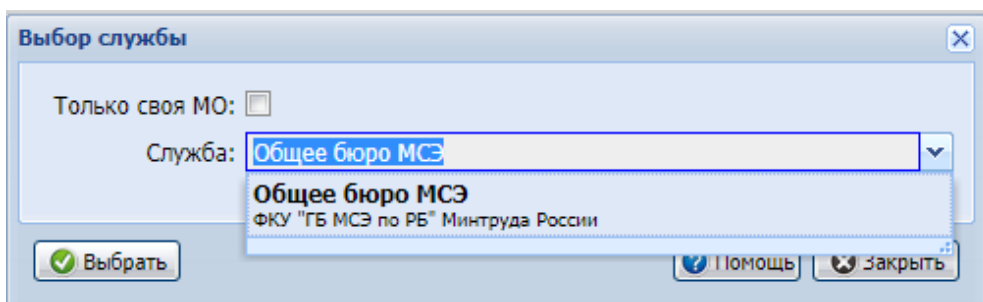 Выбор службы
Только своя МО:
Служба: Общее бюро МСЭ
Общее бюро МСЭ
ФКУ "ГБ МСЭ по РБ" Минтруда России
Выбрать Помощь Закрыть